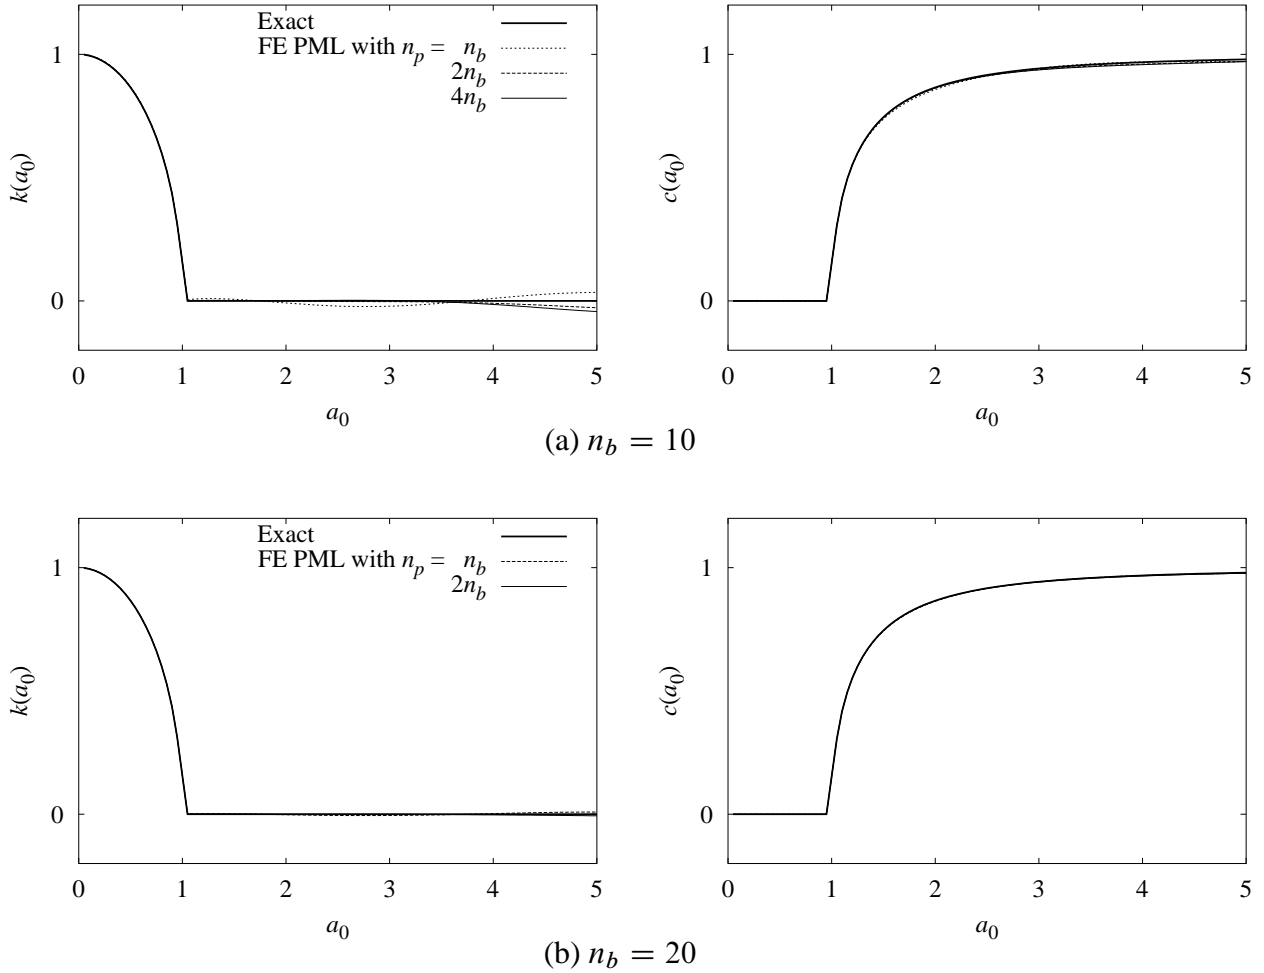 Exact
FE PML with n_p = n_b
2n_b
4n_b
1
0
k(a_0)
0 1 2 3 4 5
a_0
1
0
c(a_0)
0 1 2 3 4 5
a_0
(a) n_b = 10
Exact
FE PML with n_p = n_b
2n_b
1
0
k(a_0)
0 1 2 3 4 5
a_0
1
0
c(a_0)
0 1 2 3 4 5
a_0
(b) n_b = 20